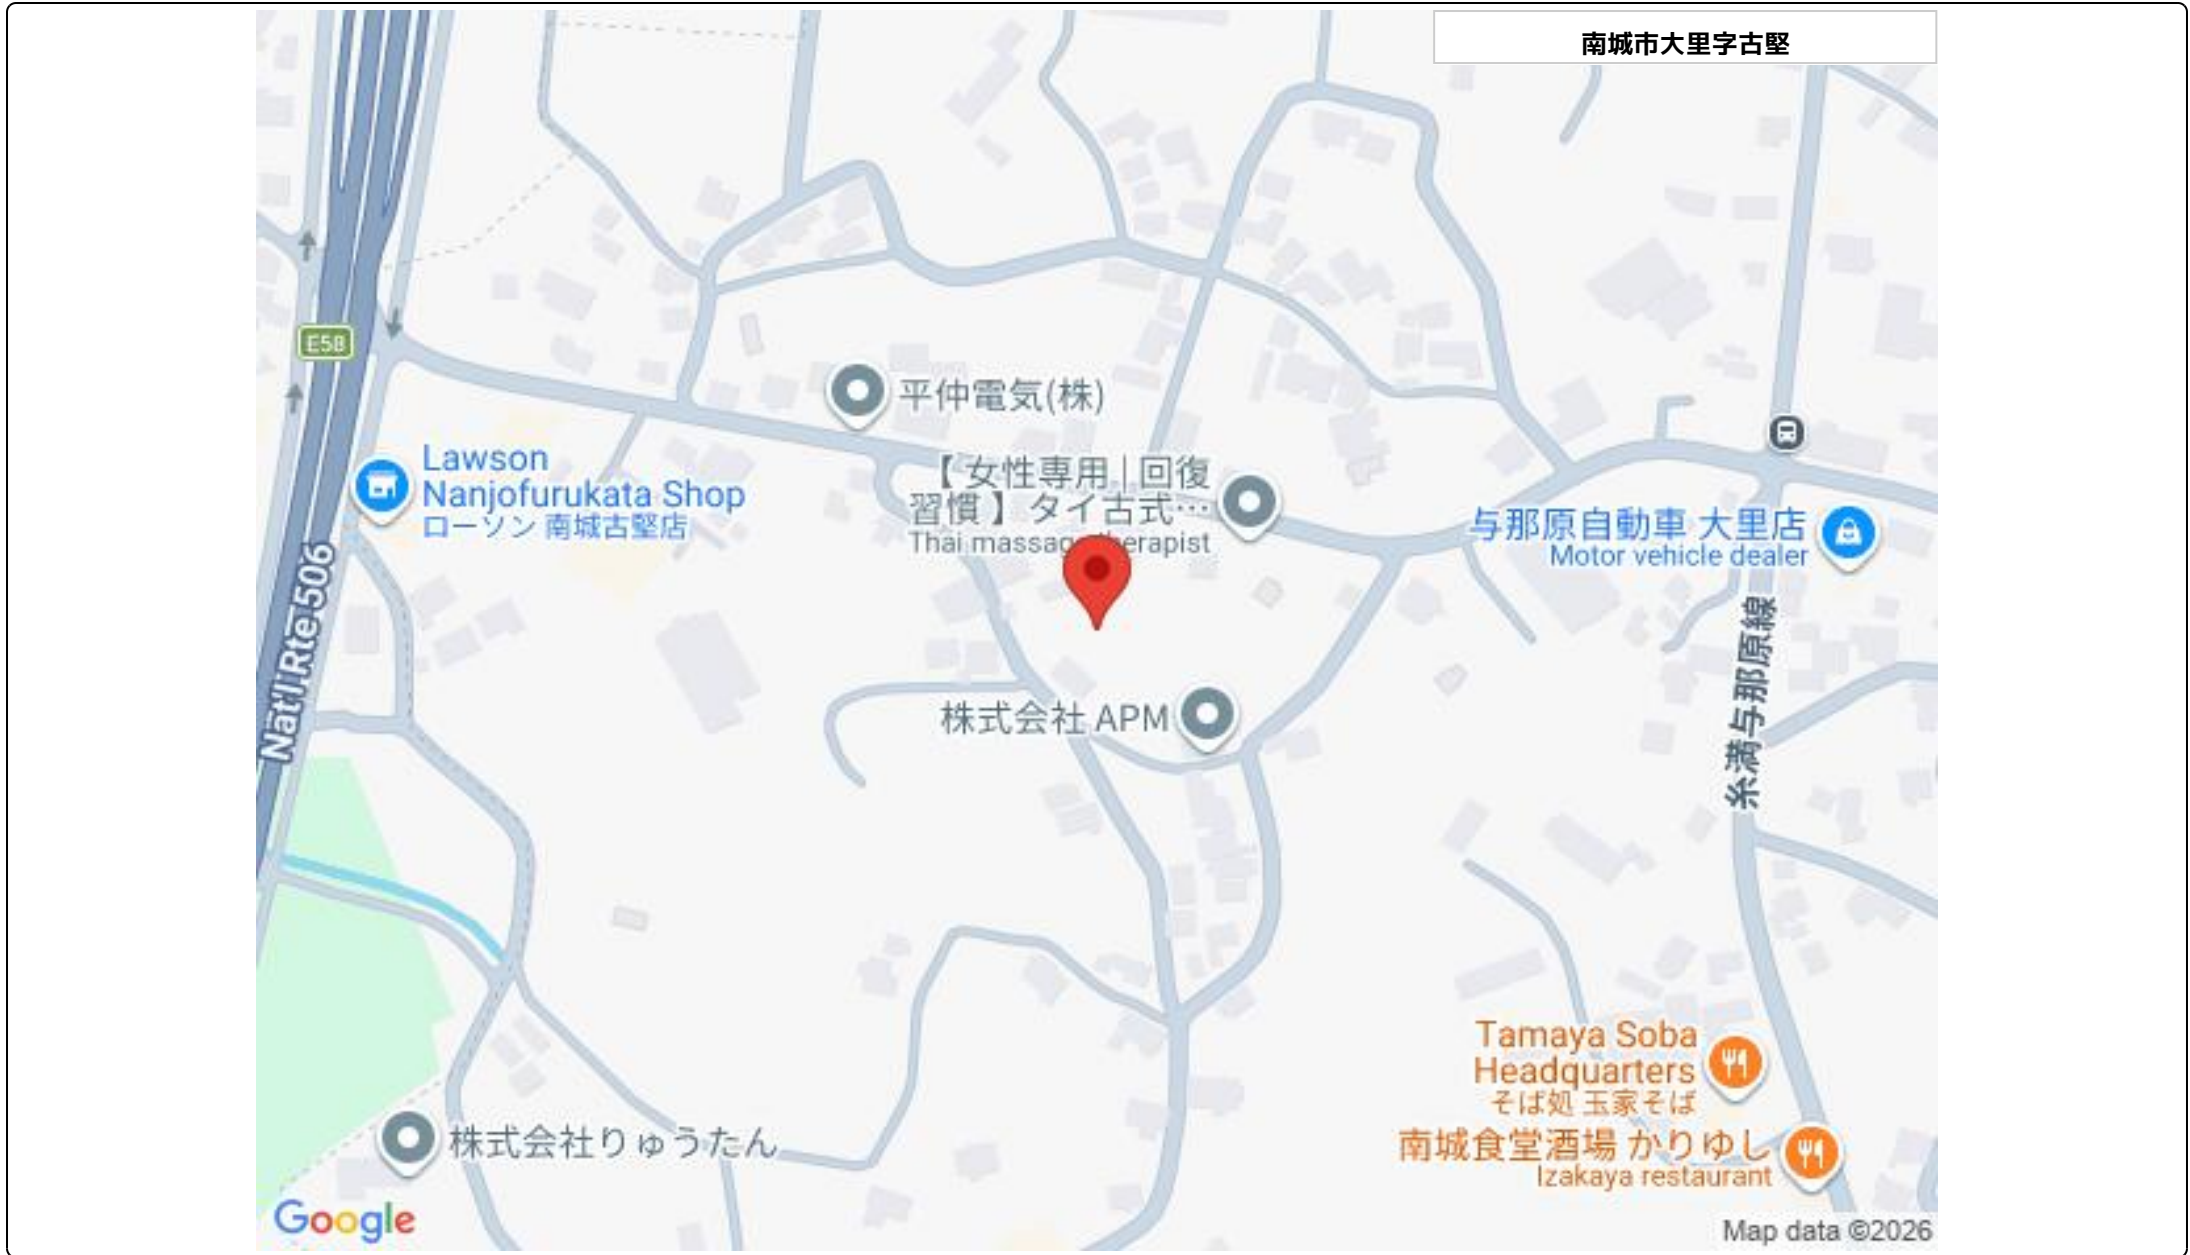 南城市大里字古堅
E58
平仲電気(株)
Lawson
Nanjofurukata Shop
ローソン 南城古堅店
【 女性専用 | 回復
習慣 】 タイ古式…
Thai massage therapist
与那原自動車 大里店
Motor vehicle dealer
Nat'l Rte 506
糸満与那原線
株式会社 APM
Tamaya Soba
Headquarters
そば処 玉家そば
南城食堂酒場 かりゆし
Izakaya restaurant
株式会社りゅうたん
Google
Map data ©2026